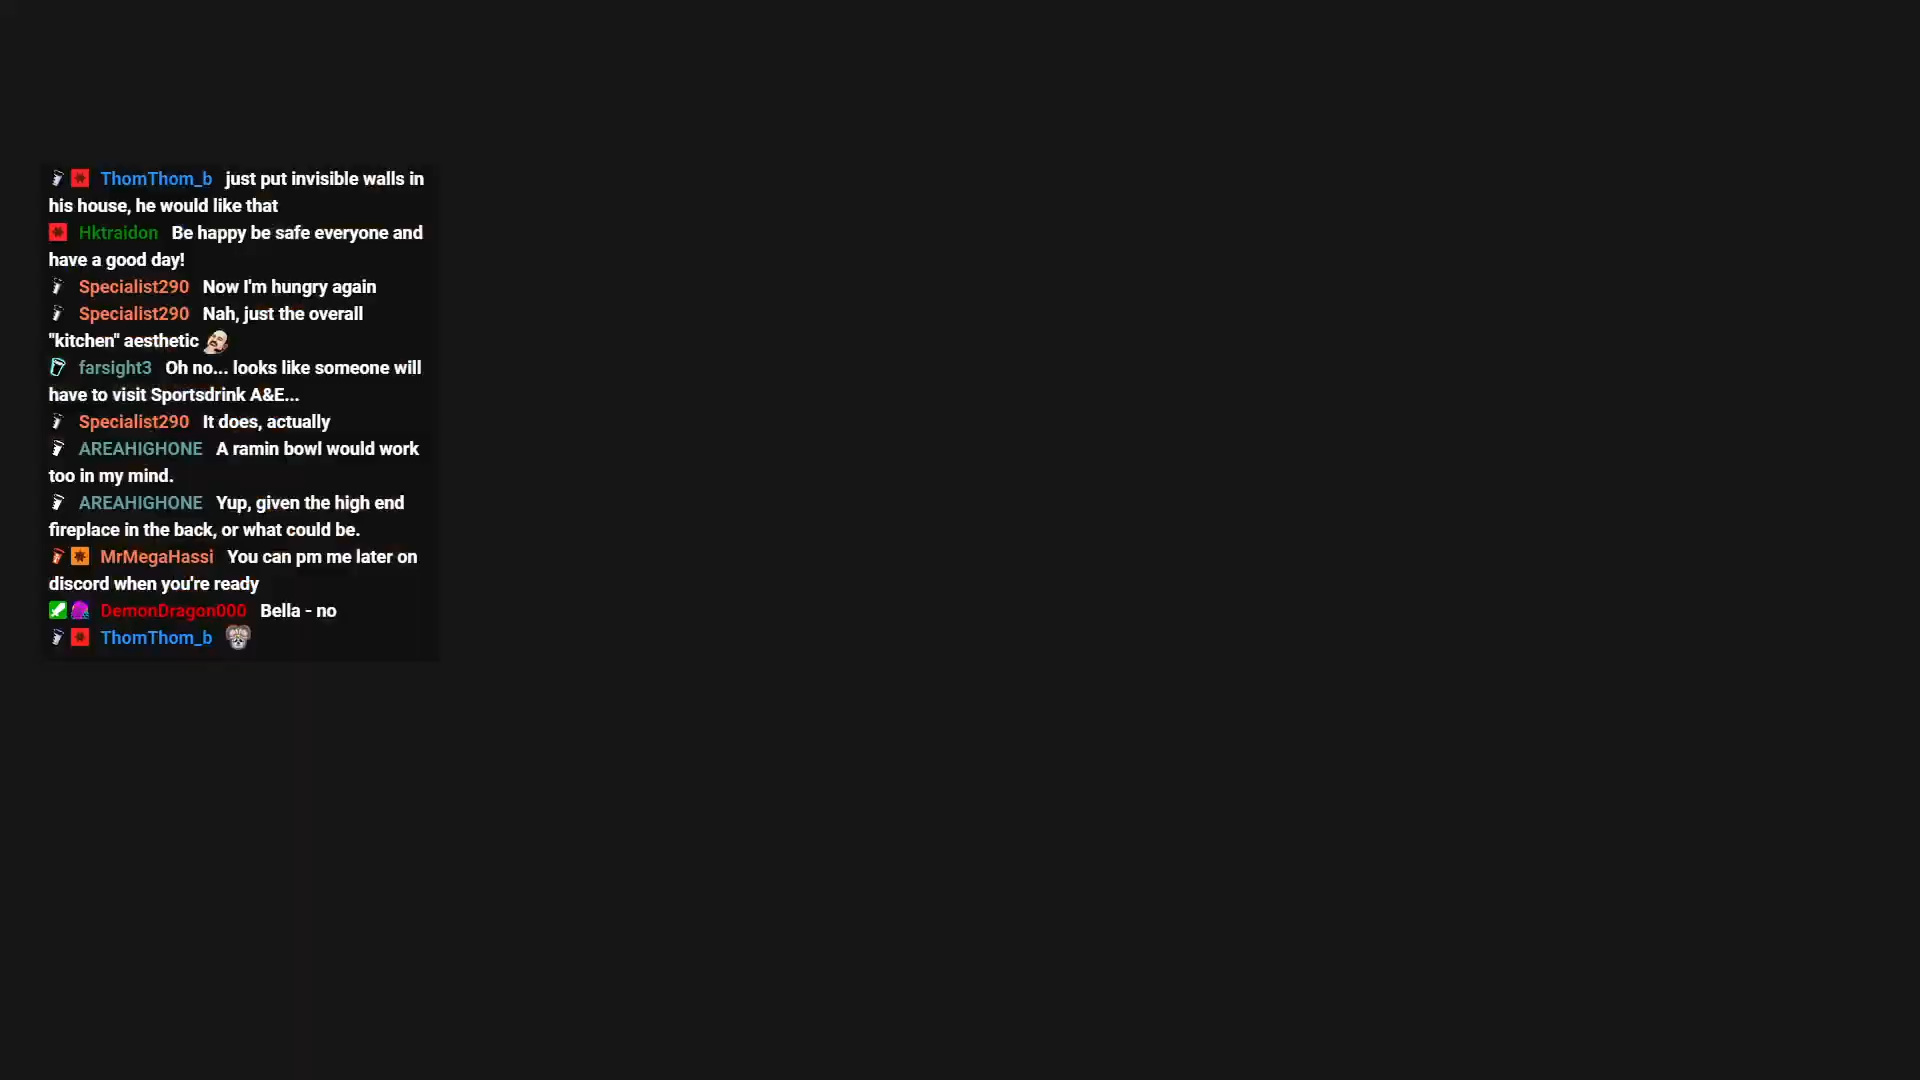 ThomThom_b just put invisible walls in
his house, he would like that
Hktraidon Be happy be safe everyone and
have a good day!
Specialist290 Now I'm hungry again
Specialist290 Nah, just the overall
"kitchen" aesthetic
farsight3 Oh no... looks like someone will
have to visit Sportsdrink A&E...
Specialist290 It does, actually
AREAHIGHONE A ramin bowl would work
too in my mind.
AREAHIGHONE Yup, given the high end
fireplace in the back, or what could be.
MrMegaHassi You can pm me later on
discord when you're ready
DemonDragon000 Bella - no
ThomThom_b